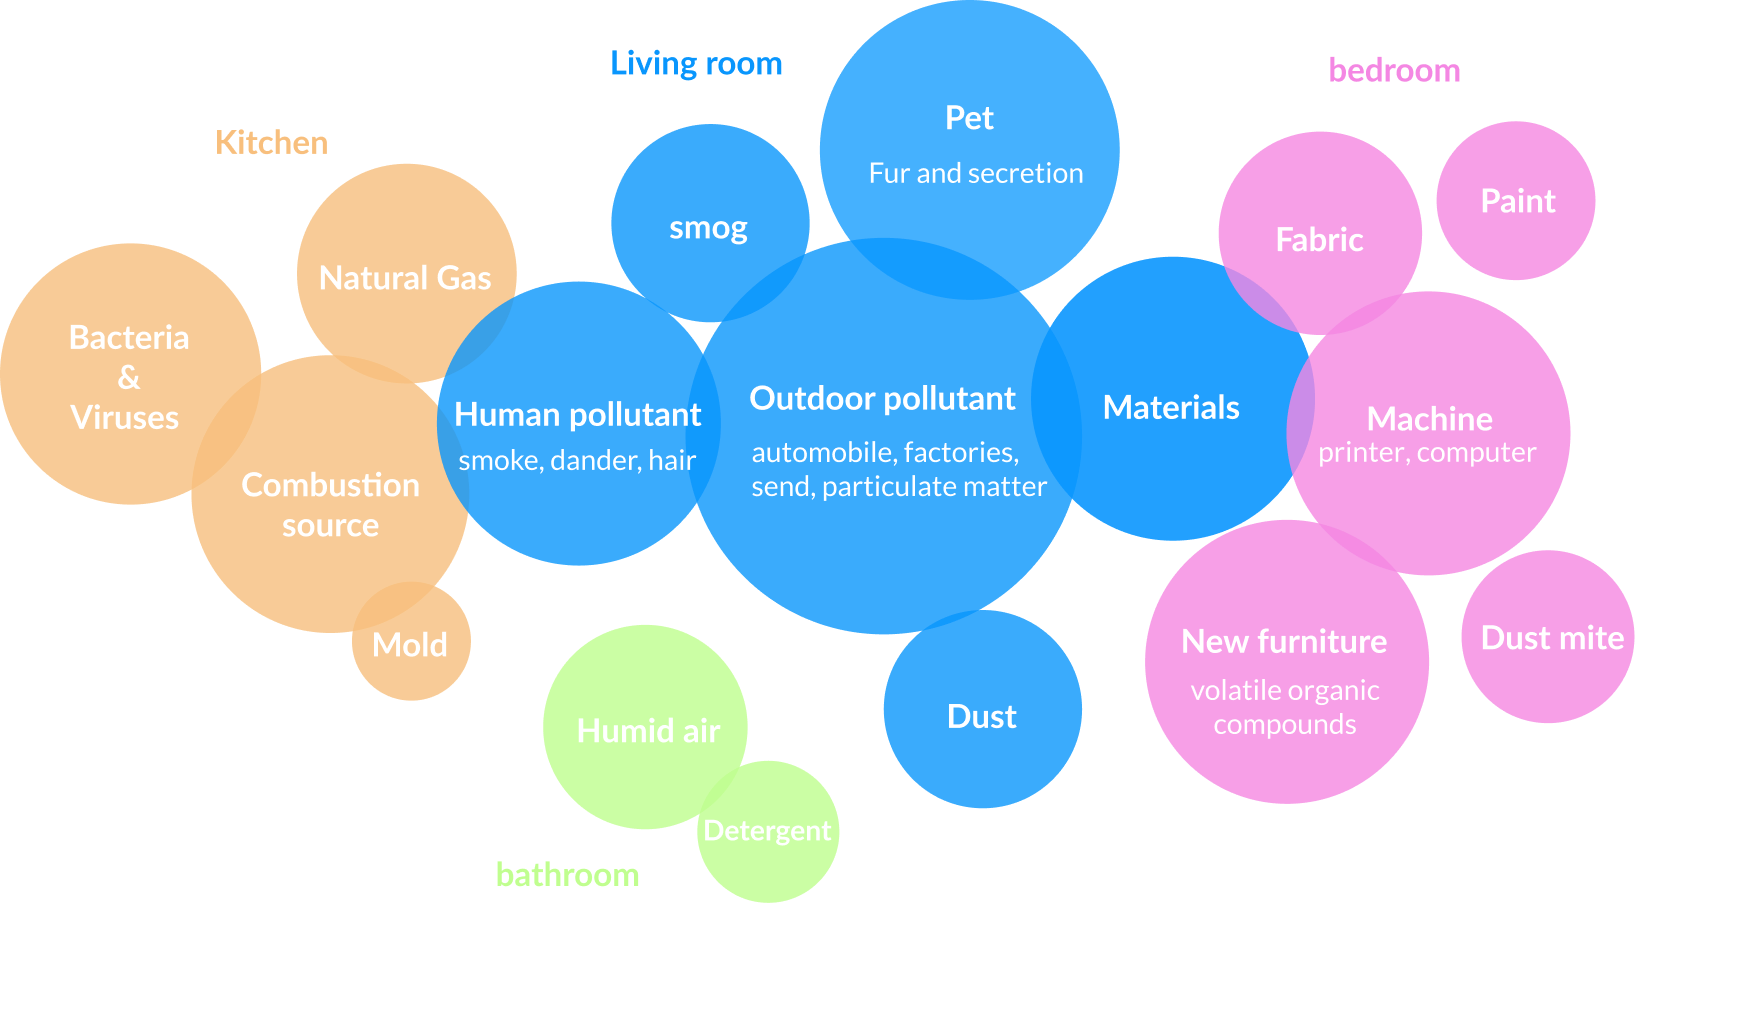 Living room
bedroom
Kitchen
Pet
Fur and secretion
smog
Fabric
Paint
Natural Gas
Bacteria
&
Viruses
Combustion
source
Mold
Human pollutant
smoke, dander, hair
Outdoor pollutant
automobile, factories,
send, particulate matter
Materials
Machine
printer, computer
New furniture
volatile organic
compounds
Dust mite
Dust
Humid air
Detergent
bathroom